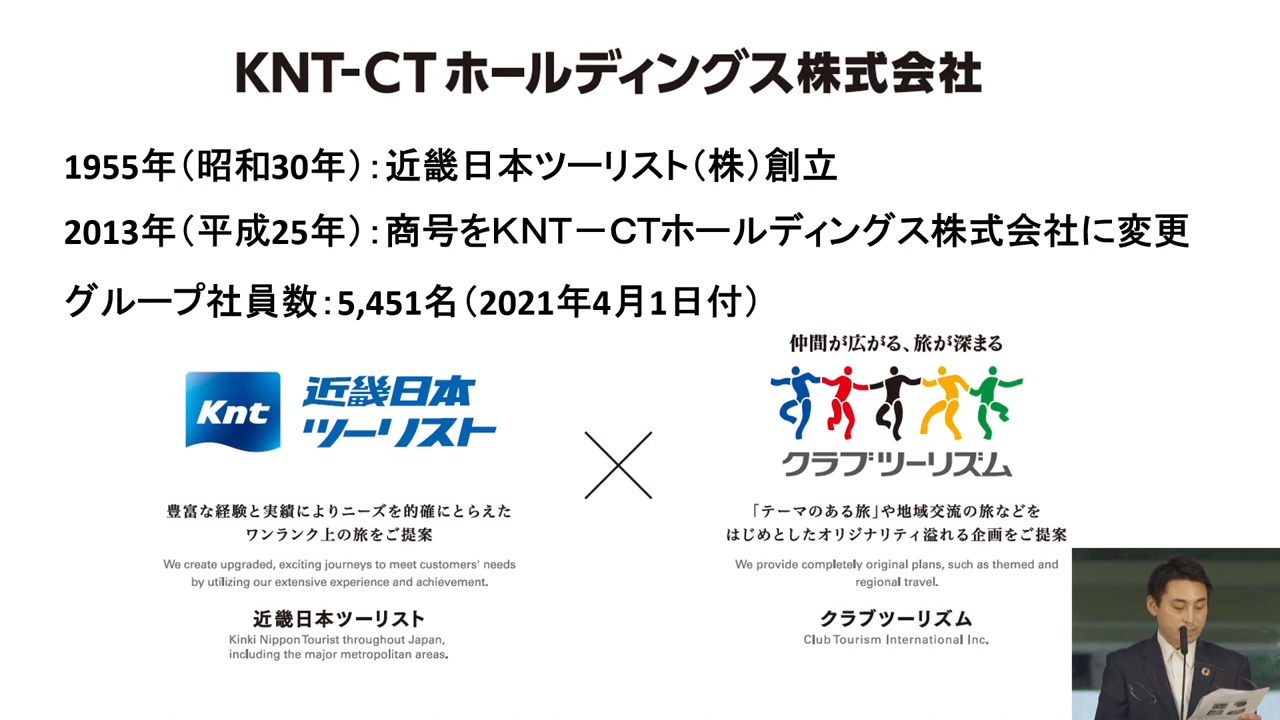 KNT-CTホールディングス株式会社
1955年（昭和30年）：近畿日本ツーリスト（株）創立
2013年（平成25年）：商号をＫＮＴ－ＣＴホールディングス株式会社に変更
グループ社員数：5,451名（2021年4月1日付）
Knt 近畿日本
ツーリスト
豊富な経験と実績によりニーズを的確にとらえた
ワンランク上の旅をご提案
We create upgraded, exciting journeys to meet customers' needs
by utilizing our extensive experience and achievement.
近畿日本ツーリスト
Kinki Nippon Tourist throughout Japan,
including the major metropolitan areas.
仲間が広がる、旅が深まる
クラブツーリズム
「テーマのある旅」や地域交流の旅などを
はじめとしたオリジナリティ溢れる企画をご提案
We provide completely original plans, such as themed and
regional travel.
クラブツーリズム
Club Tourism International Inc.